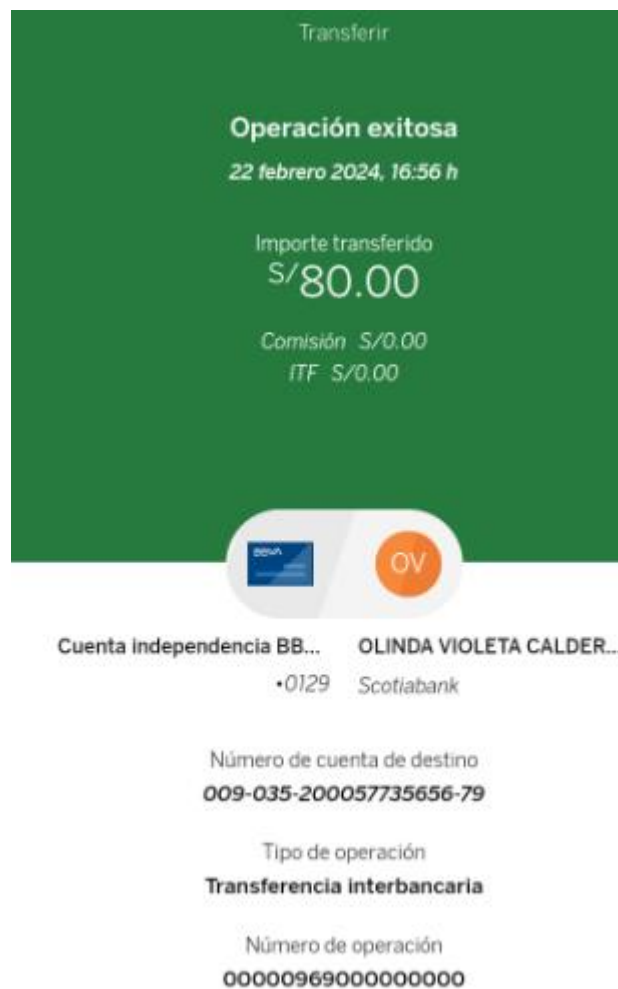 Transferir
Operación exitosa
22 febrero 2024, 16:56 h
Importe transferido
S/80.00
Comisión S/0.00
ITF S/0.00
BBVA
OV
Cuenta independencia BB... OLINDA VIOLETA CALDER...
•0129 Scotiabank
Número de cuenta de destino
009-035-200057735656-79
Tipo de operación
Transferencia interbancaria
Número de operación
000009690000000000